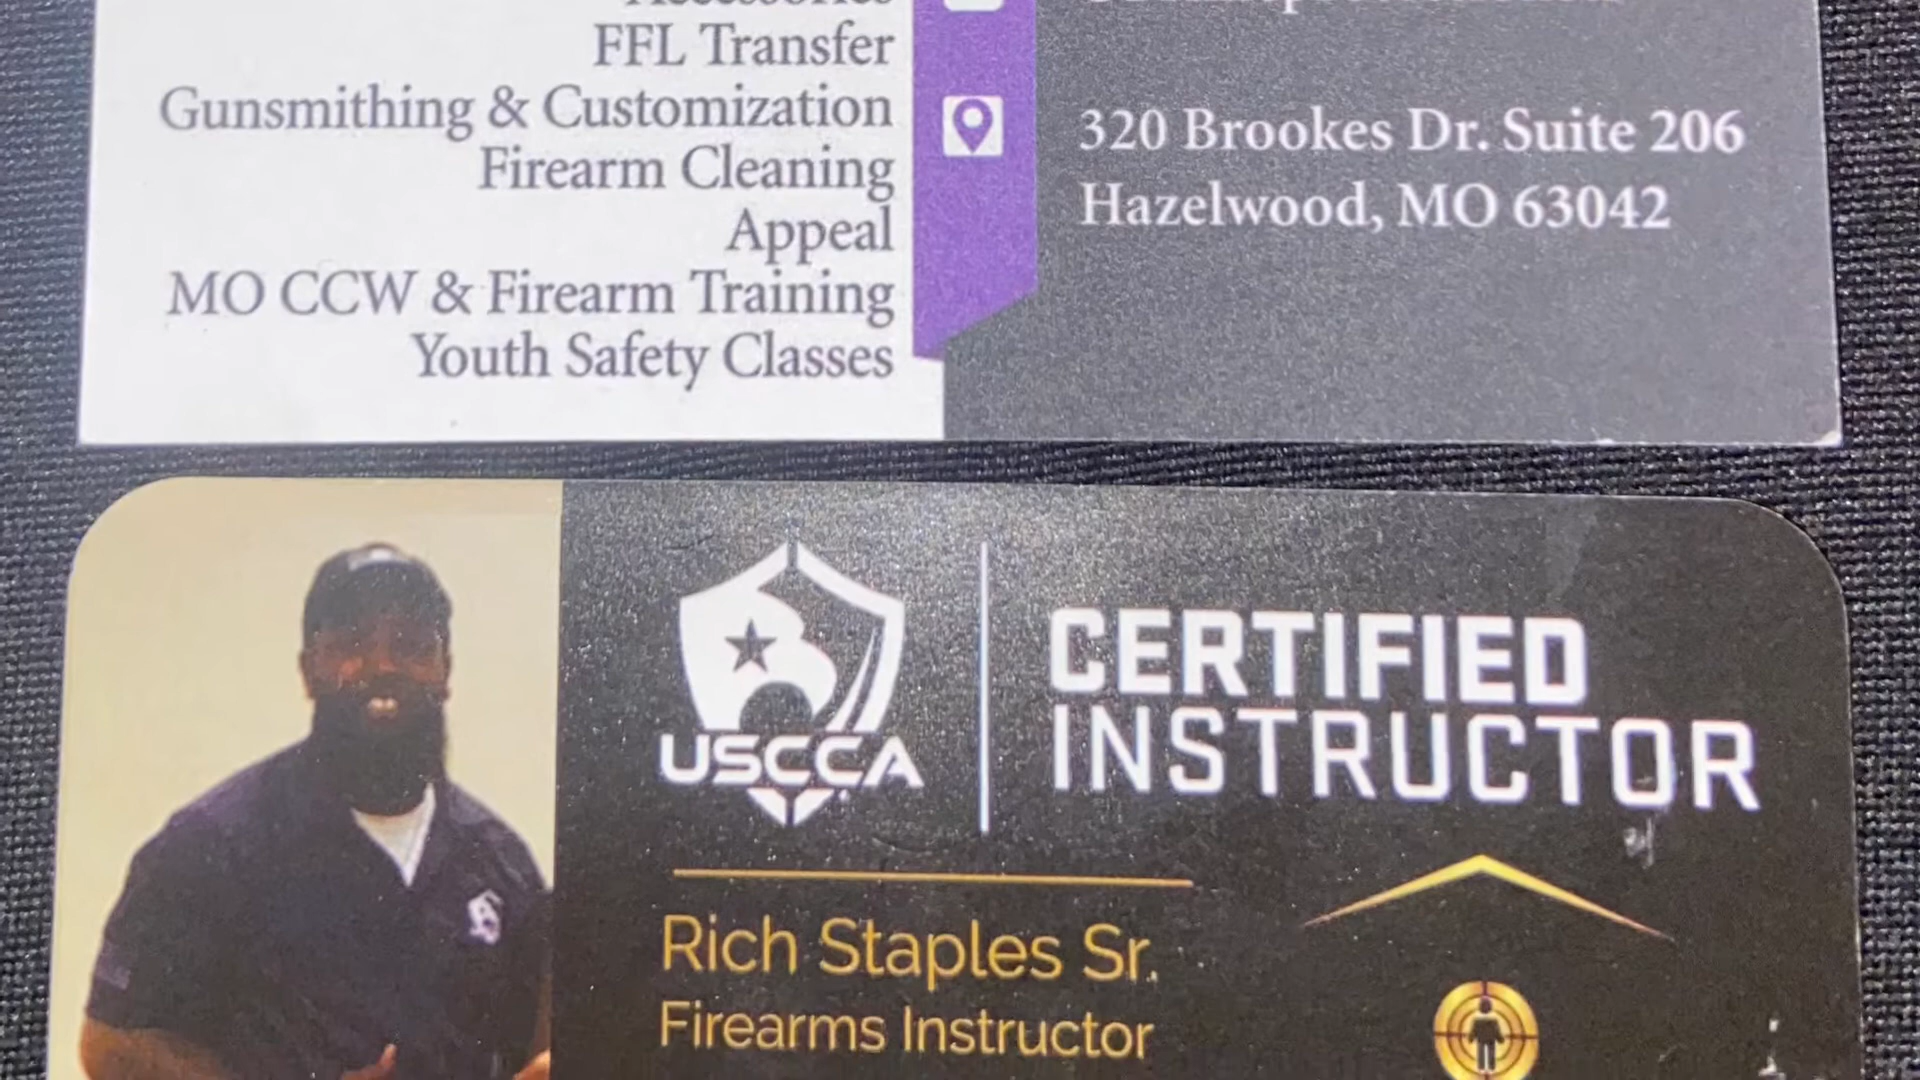 Accessories
FFL Transfer
Gunsmithing & Customization
Firearm Cleaning
Appeal
MO CCW & Firearm Training
Youth Safety Classes
320 Brookes Dr. Suite 206
Hazelwood, MO 63042
USCCA
CERTIFIED
INSTRUCTOR
Rich Staples Sr.
Firearms Instructor